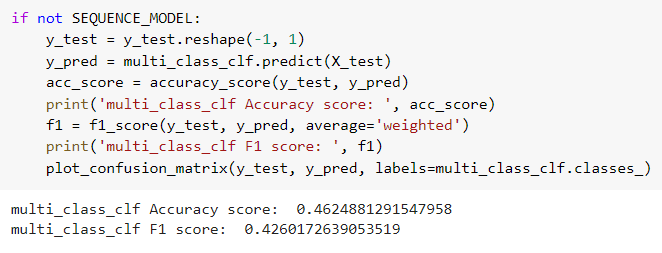 if not SEQUENCE_MODEL:
    y_test = y_test.reshape(-1, 1)
    y_pred = multi_class_clf.predict(X_test)
    acc_score = accuracy_score(y_test, y_pred)
    print('multi_class_clf Accuracy score: ', acc_score)
    f1 = f1_score(y_test, y_pred, average='weighted')
    print('multi_class_clf F1 score: ', f1)
    plot_confusion_matrix(y_test, y_pred, labels=multi_class_clf.classes_)
multi_class_clf Accuracy score:  0.4624881291547958
multi_class_clf F1 score:  0.4260172639053519